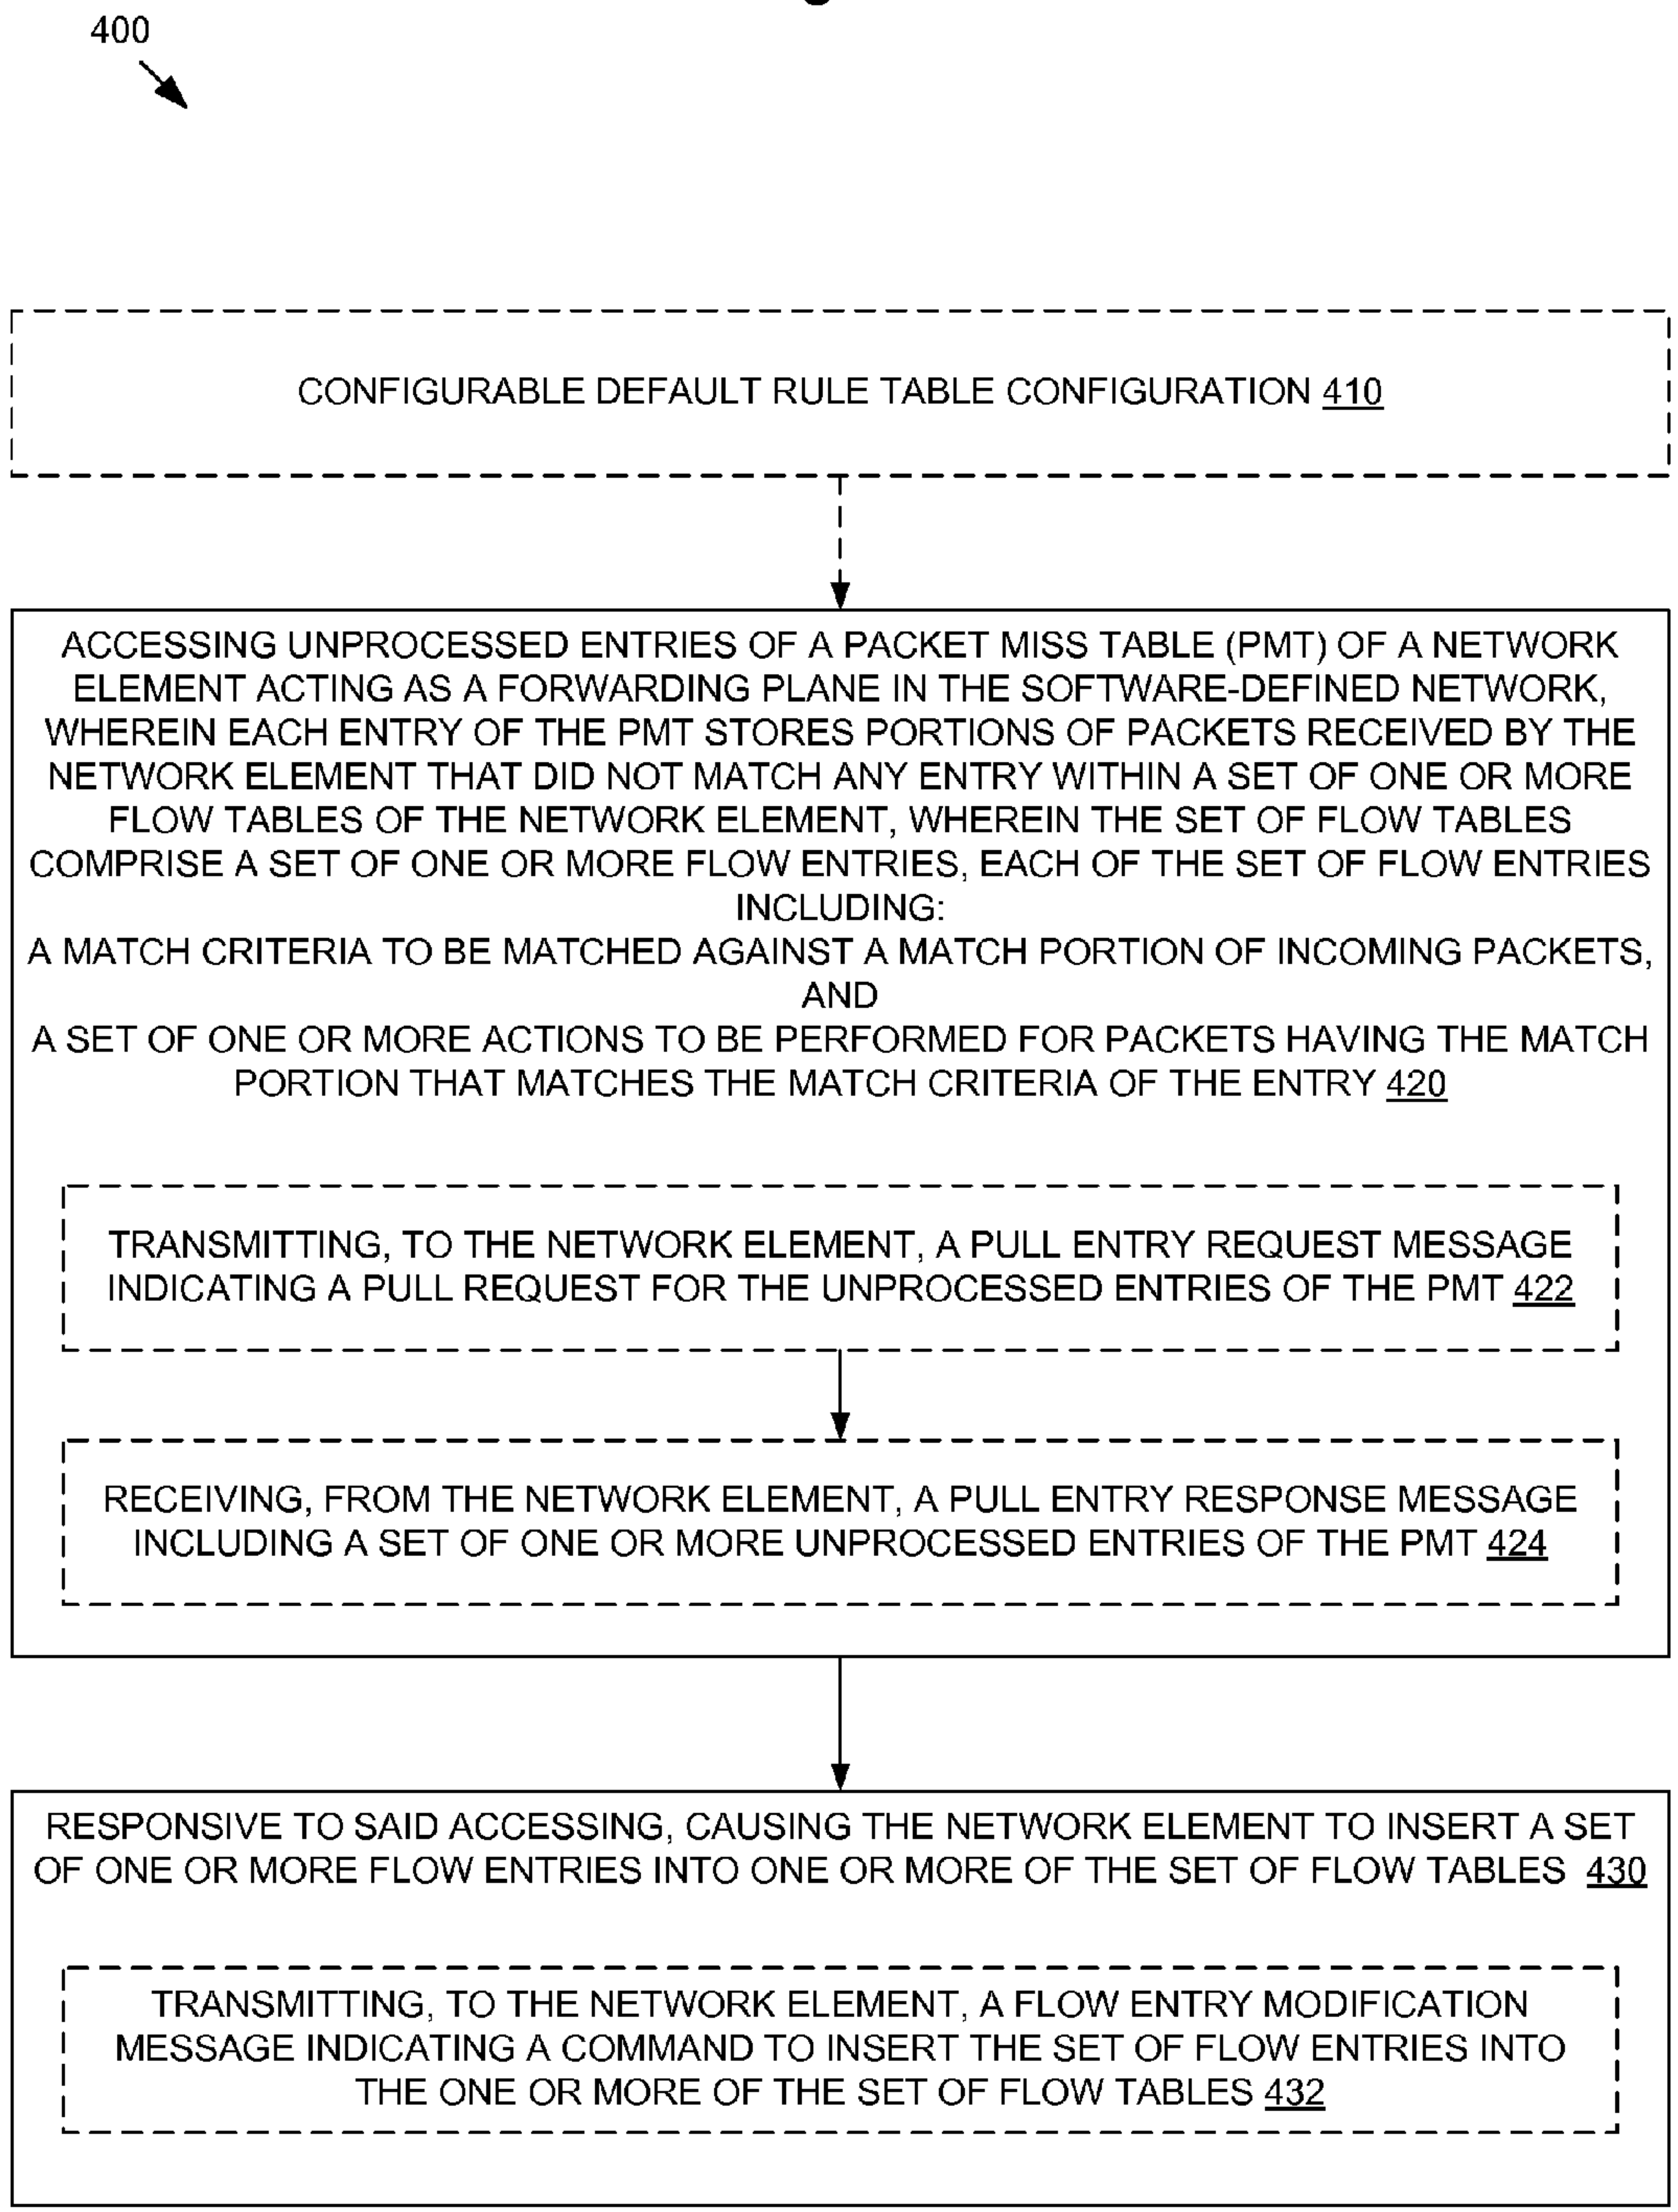 400
CONFIGURABLE DEFAULT RULE TABLE CONFIGURATION 410
ACCESSING UNPROCESSED ENTRIES OF A PACKET MISS TABLE (PMT) OF A NETWORK
ELEMENT ACTING AS A FORWARDING PLANE IN THE SOFTWARE-DEFINED NETWORK,
WHEREIN EACH ENTRY OF THE PMT STORES PORTIONS OF PACKETS RECEIVED BY THE
NETWORK ELEMENT THAT DID NOT MATCH ANY ENTRY WITHIN A SET OF ONE OR MORE
FLOW TABLES OF THE NETWORK ELEMENT, WHEREIN THE SET OF FLOW TABLES
COMPRISE A SET OF ONE OR MORE FLOW ENTRIES, EACH OF THE SET OF FLOW ENTRIES
INCLUDING:
A MATCH CRITERIA TO BE MATCHED AGAINST A MATCH PORTION OF INCOMING PACKETS,
AND
A SET OF ONE OR MORE ACTIONS TO BE PERFORMED FOR PACKETS HAVING THE MATCH
PORTION THAT MATCHES THE MATCH CRITERIA OF THE ENTRY 420
TRANSMITTING, TO THE NETWORK ELEMENT, A PULL ENTRY REQUEST MESSAGE
INDICATING A PULL REQUEST FOR THE UNPROCESSED ENTRIES OF THE PMT 422
RECEIVING, FROM THE NETWORK ELEMENT, A PULL ENTRY RESPONSE MESSAGE
INCLUDING A SET OF ONE OR MORE UNPROCESSED ENTRIES OF THE PMT 424
RESPONSIVE TO SAID ACCESSING, CAUSING THE NETWORK ELEMENT TO INSERT A SET
OF ONE OR MORE FLOW ENTRIES INTO ONE OR MORE OF THE SET OF FLOW TABLES 430
TRANSMITTING, TO THE NETWORK ELEMENT, A FLOW ENTRY MODIFICATION
MESSAGE INDICATING A COMMAND TO INSERT THE SET OF FLOW ENTRIES INTO
THE ONE OR MORE OF THE SET OF FLOW TABLES 432